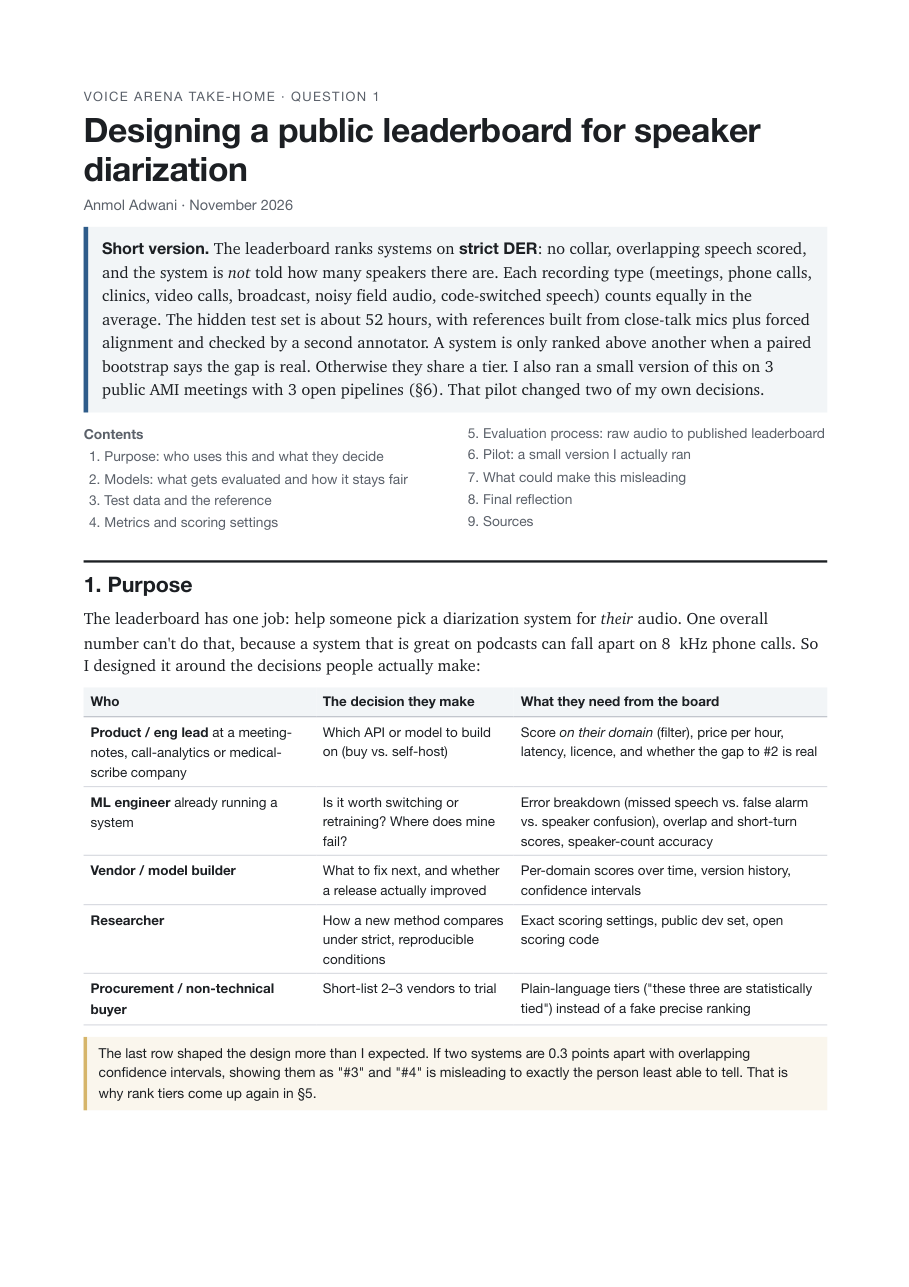 VOICE ARENA TAKE-HOME · QUESTION 1
Designing a public leaderboard for speaker
diarization
Anmol Adwani · November 2026
Short version. The leaderboard ranks systems on strict DER: no collar, overlapping speech scored,
and the system is not told how many speakers there are. Each recording type (meetings, phone calls,
clinics, video calls, broadcast, noisy field audio, code-switched speech) counts equally in the
average. The hidden test set is about 52 hours, with references built from close-talk mics plus forced
alignment and checked by a second annotator. A system is only ranked above another when a paired
bootstrap says the gap is real. Otherwise they share a tier. I also ran a small version of this on 3
public AMI meetings with 3 open pipelines (§6). That pilot changed two of my own decisions.
Contents
1. Purpose: who uses this and what they decide
2. Models: what gets evaluated and how it stays fair
3. Test data and the reference
4. Metrics and scoring settings
5. Evaluation process: raw audio to published leaderboard
6. Pilot: a small version I actually ran
7. What could make this misleading
8. Final reflection
9. Sources
1. Purpose
The leaderboard has one job: help someone pick a diarization system for their audio. One overall
number can't do that, because a system that is great on podcasts can fall apart on 8 kHz phone calls. So
I designed it around the decisions people actually make:
Who The decision they make What they need from the board
Product / eng lead at a meeting-
notes, call-analytics or medical-
scribe company
Which API or model to build
on (buy vs. self-host)
Score on their domain (filter), price per hour,
latency, licence, and whether the gap to #2 is real
ML engineer already running a
system
Is it worth switching or
retraining? Where does mine
fail?
Error breakdown (missed speech vs. false alarm
vs. speaker confusion), overlap and short-turn
scores, speaker-count accuracy
Vendor / model builder
What to fix next, and whether
a release actually improved
Per-domain scores over time, version history,
confidence intervals
Researcher
How a new method compares
under strict, reproducible
conditions
Exact scoring settings, public dev set, open
scoring code
Procurement / non-technical
buyer
Short-list 2–3 vendors to trial
Plain-language tiers ("these three are statistically
tied") instead of a fake precise ranking
The last row shaped the design more than I expected. If two systems are 0.3 points apart with overlapping
confidence intervals, showing them as "#3" and "#4" is misleading to exactly the person least able to tell. That is
why rank tiers come up again in §5.